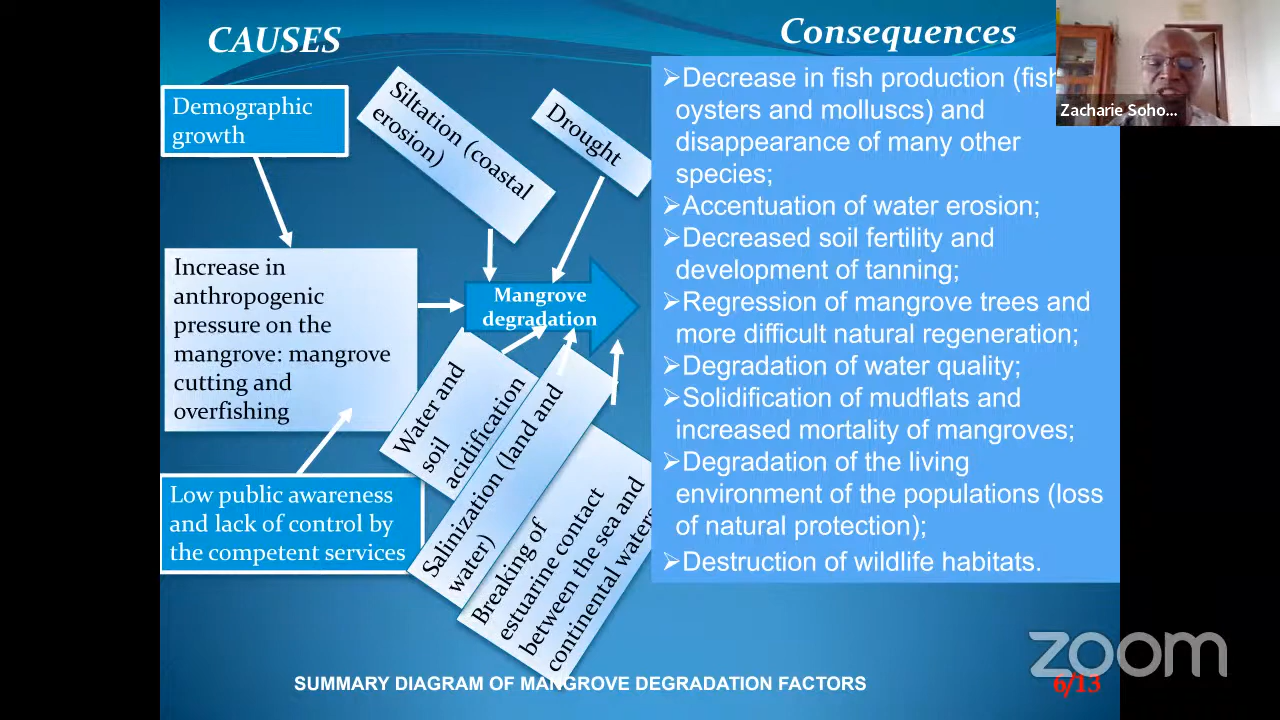 CAUSES
Consequences
Demographic
growth
Siltation (coastal
erosion)
Drought
Increase in
anthropogenic
pressure on the
mangrove: mangrove
cutting and
overfishing
Mangrove
degradation
Low public awareness
and lack of control by
the competent services
Water and
soil
acidification
Salinization (land and
water)
Breaking of
estuarine contact
between the sea and
continental waters
➢Decrease in fish production (fish
oysters and molluscs) and
disappearance of many other
species;
➢Accentuation of water erosion;
➢Decreased soil fertility and
development of tanning;
➢Regression of mangrove trees and
more difficult natural regeneration;
➢Degradation of water quality;
➢Solidification of mudflats and
increased mortality of mangroves;
➢Degradation of the living
environment of the populations (loss
of natural protection);
➢Destruction of wildlife habitats.
Zacharie Soho...
SUMMARY DIAGRAM OF MANGROVE DEGRADATION FACTORS
zoom
6/13